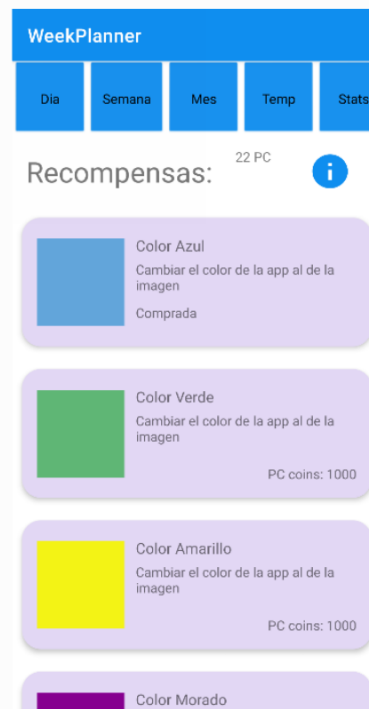 WeekPlanner
Dia Semana Mes Temp Stats
Recompensas: 22 PC i
Color Azul
Cambiar el color de la app al de la
imagen
Comprada
Color Verde
Cambiar el color de la app al de la
imagen
PC coins: 1000
Color Amarillo
Cambiar el color de la app al de la
imagen
PC coins: 1000
Color Morado